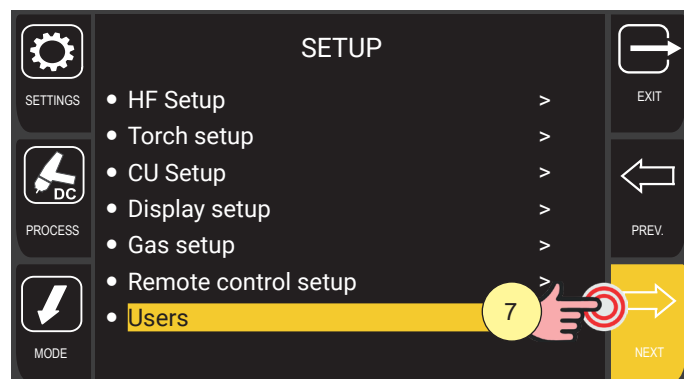 SETUP
SETTINGS
EXIT
• HF Setup >
• Torch setup >
• CU Setup >
• Display setup >
• Gas setup >
• Remote control setup >
• Users
DC
PROCESS
PREV.
7
MODE
NEXT